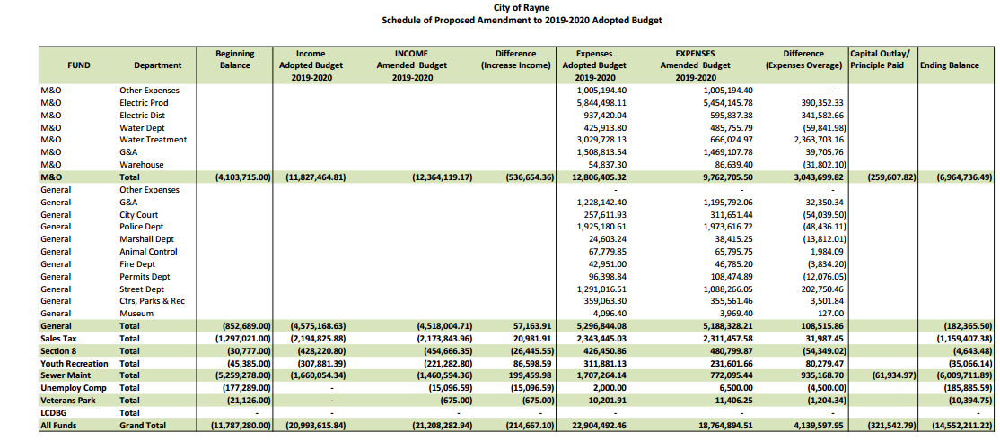 City of Rayne
Schedule of Proposed Amendment to 2019-2020 Adopted Budget
Beginning Income INCOME Difference Expenses EXPENSES Difference Capital Outlay/
FUND Department Balance Adopted Budget Amended Budget (Increase Income) Adopted Budget Amended Budget (Expenses Overage) Principle Paid Ending Balance
2019-2020 2019-2020 2019-2020 2019-2020
M&O Other Expenses 1,005,194.40 1,005,194.40 -
M&O Electric Prod 5,844,498.11 5,454,145.78 390,352.33
M&O Electric Dist 937,420.04 595,837.38 341,582.66
M&O Water Dept 425,913.80 485,755.79 (59,841.98)
M&O Water Treatment 3,029,728.13 666,024.97 2,363,703.16
M&O G&A 1,508,813.54 1,469,107.78 39,705.76
M&O Warehouse 54,837.30 86,639.40 (31,802.10)
M&O Total (4,103,715.00) (11,827,464.81) (12,364,119.17) (536,654.36) 12,806,405.32 9,762,705.50 3,043,699.82 (259,607.82) (6,964,736.49)
General Other Expenses - - -
General G&A 1,228,142.40 1,195,792.06 32,350.34
General City Court 257,611.93 311,651.44 (54,039.50)
General Police Dept 1,925,180.61 1,973,616.72 (48,436.11)
General Marshall Dept 24,603.24 38,415.25 (13,812.01)
General Animal Control 67,779.85 65,795.75 1,984.09
General Fire Dept 42,951.00 46,785.20 (3,834.20)
General Permits Dept 96,398.84 108,474.89 (12,076.05)
General Street Dept 1,291,016.51 1,088,266.05 202,750.46
General Ctrs, Parks & Rec 359,063.30 355,561.46 3,501.84
General Museum 4,096.40 3,969.40 127.00
General Total (852,689.00) (4,575,168.63) (4,518,004.71) 57,163.91 5,296,844.08 5,188,328.21 108,515.86 (182,365.50)
Sales Tax Total (1,297,021.00) (2,194,825.88) (2,173,843.96) 20,981.91 2,343,445.03 2,311,457.58 31,987.45 (1,159,407.38)
Section 8 Total (30,777.00) (428,220.80) (454,666.35) (26,445.55) 426,450.86 480,799.87 (54,349.02) (4,643.48)
Youth Recreation Total (45,385.00) (307,881.39) (221,282.80) 86,598.59 311,881.13 231,601.66 80,279.47 (35,066.14)
Sewer Maint Total (5,259,278.00) (1,660,054.34) (1,460,594.36) 199,459.98 1,707,264.14 772,095.44 935,168.70 (61,934.97) (6,009,711.89)
Unemploy Comp Total (177,289.00) - (15,096.59) (15,096.59) 2,000.00 6,500.00 (4,500.00) (185,885.59)
Veterans Park Total (21,126.00) - (675.00) (675.00) 10,201.91 11,406.25 (1,204.34) (10,394.75)
LCDBG Total - - - - - - - -
All Funds Grand Total (11,787,280.00) (20,993,615.84) (21,208,282.94) (214,667.10) 22,904,492.46 18,764,894.51 4,139,597.95 (321,542.79) (14,552,211.22)